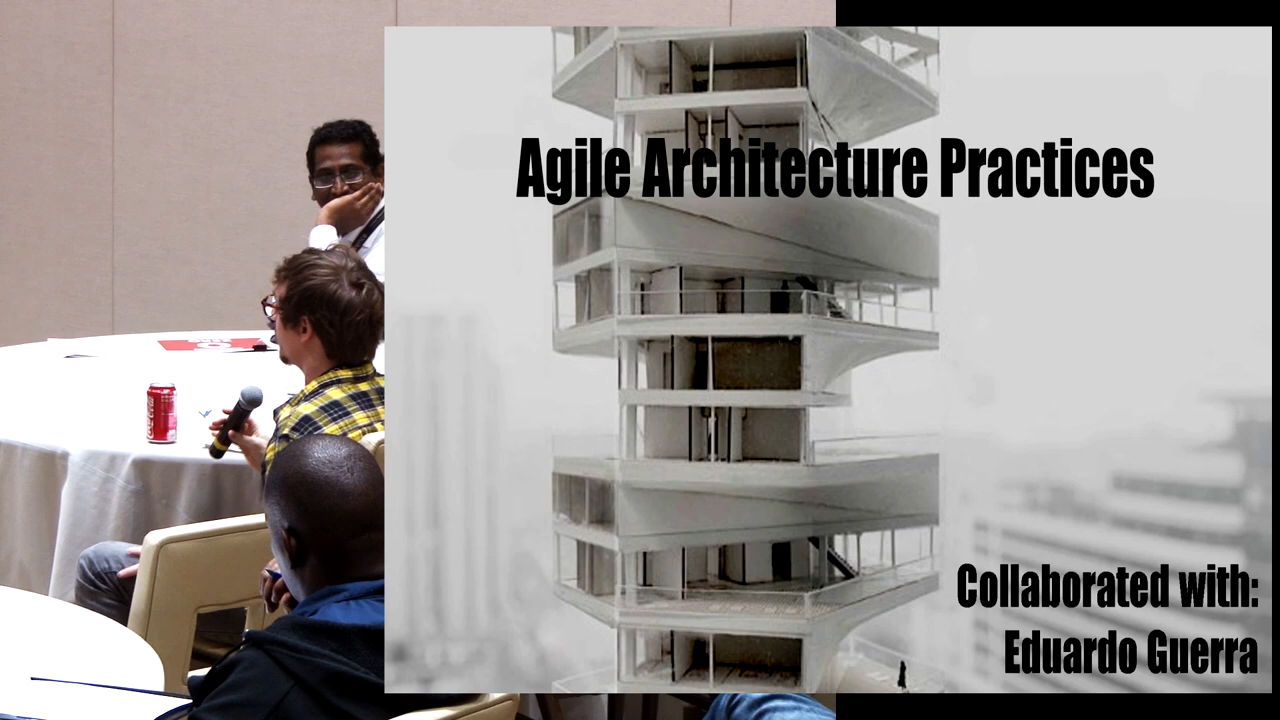 Agile Architecture Practices
Collaborated with:
Eduardo Guerra